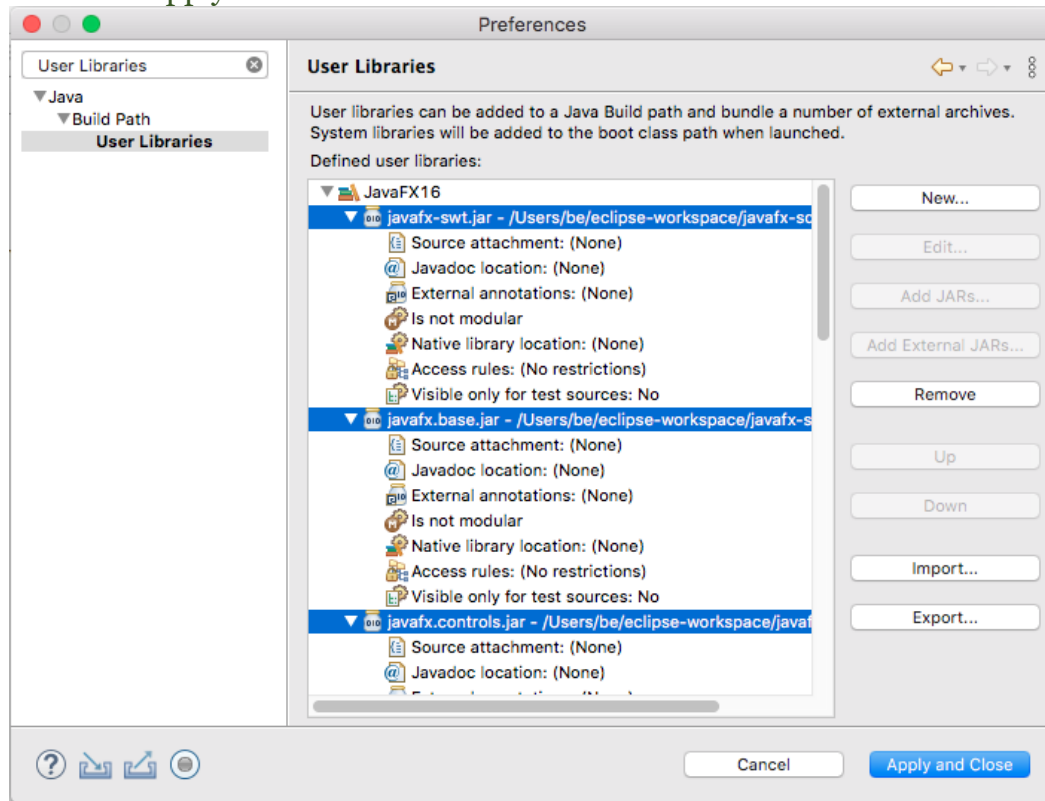 apply
Preferences
User Libraries
Java
Build Path
User Libraries
User Libraries
User libraries can be added to a Java Build path and bundle a number of external archives.
System libraries will be added to the boot class path when launched.
Defined user libraries:
JavaFX16
javafx-swt.jar - /Users/be/eclipse-workspace/javafx-sc
Source attachment: (None)
Javadoc location: (None)
External annotations: (None)
Is not modular
Native library location: (None)
Access rules: (No restrictions)
Visible only for test sources: No
javafx.base.jar - /Users/be/eclipse-workspace/javafx-s
Source attachment: (None)
Javadoc location: (None)
External annotations: (None)
Is not modular
Native library location: (None)
Access rules: (No restrictions)
Visible only for test sources: No
javafx.controls.jar - /Users/be/eclipse-workspace/javaf
Source attachment: (None)
Javadoc location: (None)
New...
Edit...
Add JARs...
Add External JARs...
Remove
Up
Down
Import...
Export...
Cancel
Apply and Close